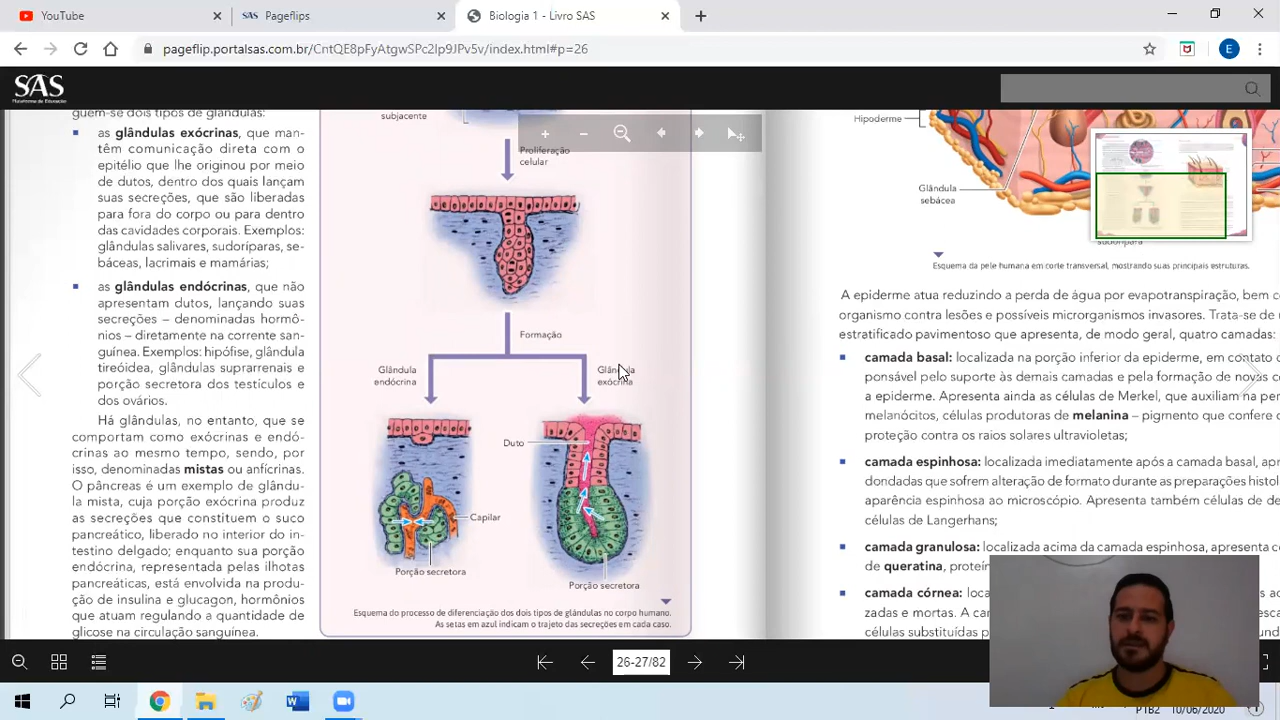 YouTube
SAS Pageflips
Biologia 1 - Livro SAS
pageflip.portalsas.com.br/CntQE8pFyAtgwSPc2Ip9JPv5v/index.html#p=26
E
SAS
Plataforma de Educação
guem-se dois tipos de glândulas:
as glândulas exócrinas, que man-
têm comunicação direta com o
epitélio que lhe originou por meio
de dutos, dentro dos quais lançam
suas secreções, que são liberadas
para fora do corpo ou para dentro
das cavidades corporais. Exemplos:
glândulas salivares, sudoríparas, se-
báceas, lacrimais e mamárias;
as glândulas endócrinas, que não
apresentam dutos, lançando suas
secreções – denominadas hormô-
nios – diretamente na corrente san-
guínea. Exemplos: hipófise, glândula
tireóidea, glândulas suprarrenais e
porção secretora dos testículos e
dos ovários.
Há glândulas, no entanto, que se
comportam como exócrinas e endó-
crinas ao mesmo tempo, sendo, por
isso, denominadas mistas ou anfícrinas.
O pâncreas é um exemplo de glându-
la mista, cuja porção exócrina produz
as secreções que constituem o suco
pancreático, liberado no interior do in-
testino delgado; enquanto sua porção
endócrina, representada pelas ilhotas
pancreáticas, está envolvida na produ-
ção de insulina e glucagon, hormônios
que atuam regulando a quantidade de
glicose na circulação sanguínea.
subjacente
Proliferação
celular
Formação
Glândula
endócrina
Glândula
exócrina
Duto
Capilar
Porção secretora
Porção secretora
Esquema do processo de diferenciação dos dois tipos de glândulas no corpo humano.
As setas em azul indicam o trajeto das secreções em cada caso.
Hipoderme
Glândula
sebácea
sudorípara
Esquema da pele humana em corte transversal, mostrando suas principais estruturas.
A epiderme atua reduzindo a perda de água por evapotranspiração, bem
organismo contra lesões e possíveis microrganismos invasores. Trata-se de
estratificado pavimentoso que apresenta, de modo geral, quatro camadas:
camada basal: localizada na porção inferior da epiderme, em contato
ponsável pelo suporte às demais camadas e pela formação de novas
a epiderme. Apresenta ainda as células de Merkel, que auxiliam na
melanócitos, células produtoras de melanina – pigmento que confere
proteção contra os raios solares ultravioletas;
camada espinhosa: localizada imediatamente após a camada basal,
dondadas que sofrem alteração de formato durante as preparações
aparência espinhosa ao microscópio. Apresenta também células de
células de Langerhans;
camada granulosa: localizada acima da camada espinhosa, apresenta
de queratina,
camada córnea:
zadas e mortas. A
células substituídas
26-27/82
PTB2 10/06/2020